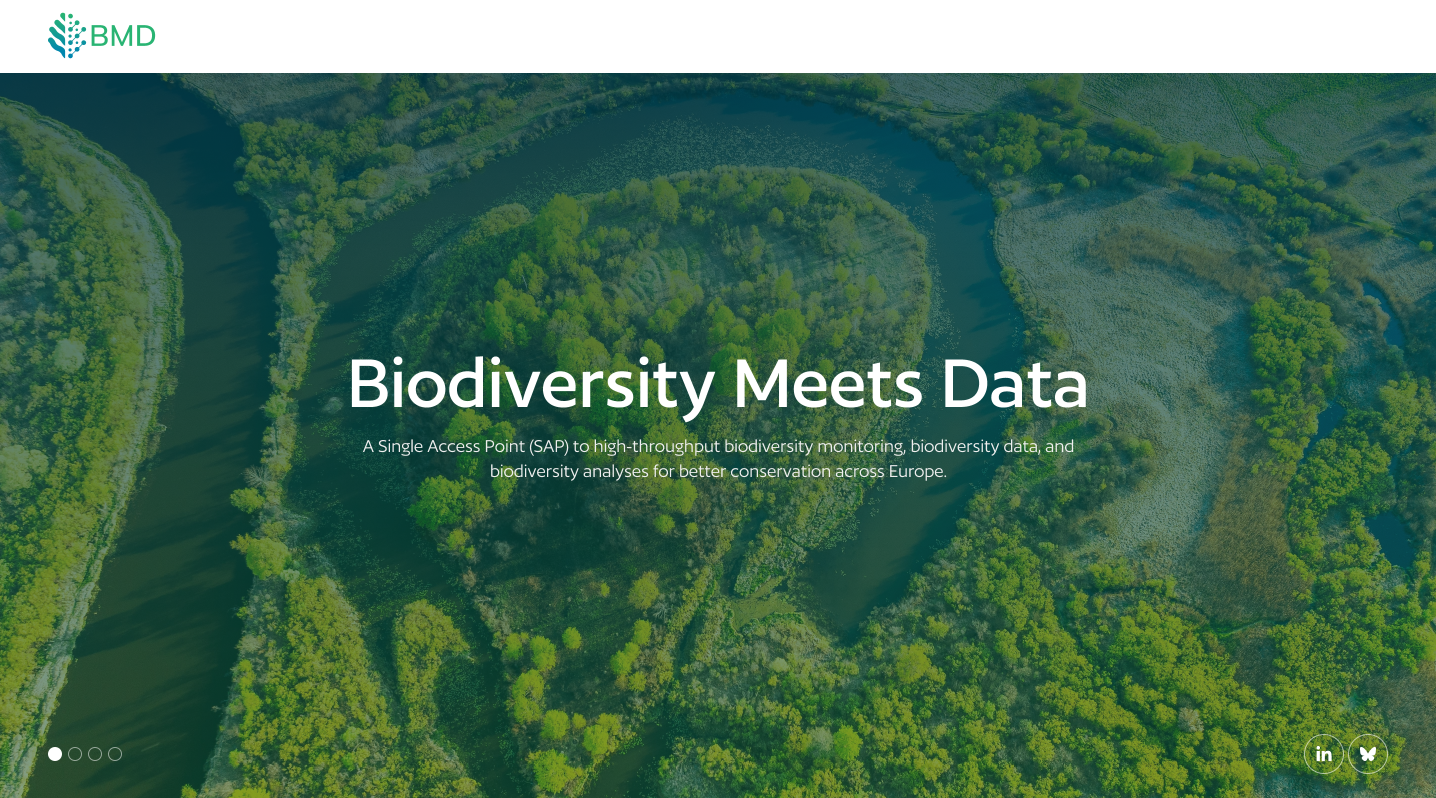 BMD
Biodiversity Meets Data
A Single Access Point (SAP) to high-throughput biodiversity monitoring, biodiversity data, and
biodiversity analyses for better conservation across Europe.
in